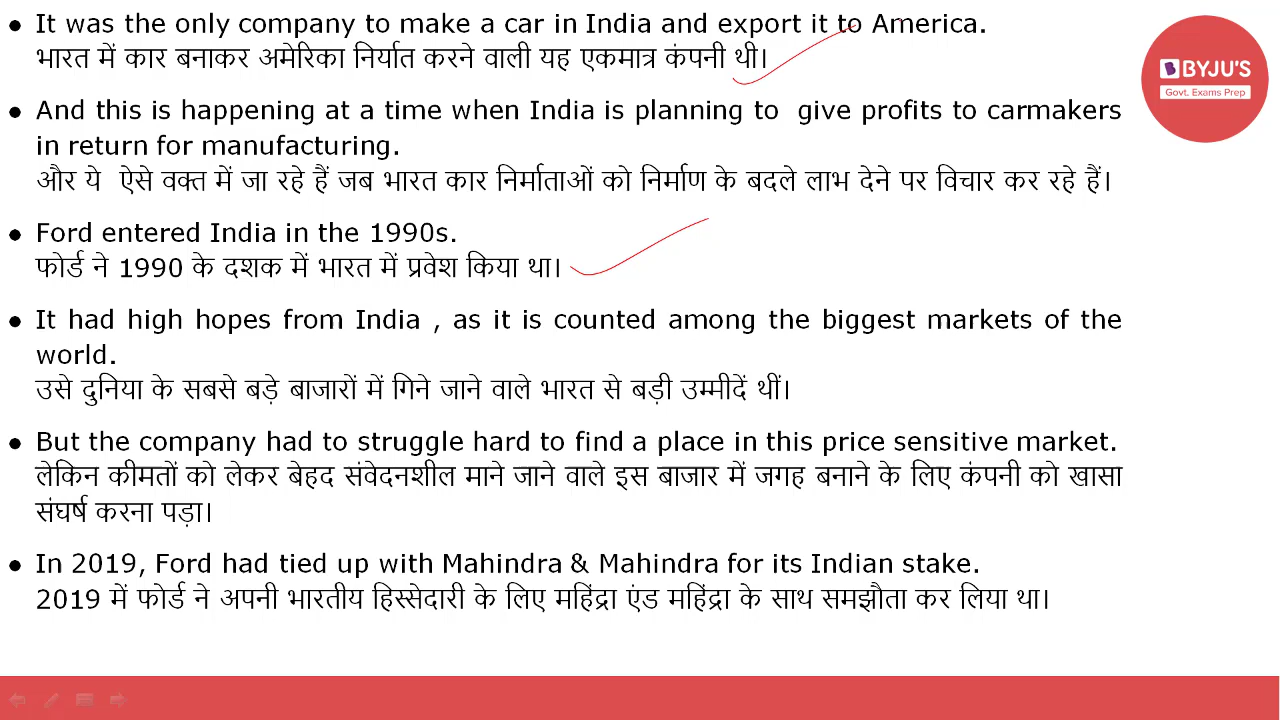 • It was the only company to make a car in India and export it to America.
भारत में कार बनाकर अमेरिका निर्यात करने वाली यह एकमात्र कंपनी थी।
• And this is happening at a time when India is planning to give profits to carmakers
in return for manufacturing.
और ये ऐसे वक्त में जा रहे हैं जब भारत कार निर्माताओं को निर्माण के बदले लाभ देने पर विचार कर रहे हैं।
• Ford entered India in the 1990s.
फोर्ड ने 1990 के दशक में भारत में प्रवेश किया था।
• It had high hopes from India , as it is counted among the biggest markets of the
world.
उसे दुनिया के सबसे बड़े बाजारों में गिने जाने वाले भारत से बड़ी उम्मीदें थीं।
• But the company had to struggle hard to find a place in this price sensitive market.
लेकिन कीमतों को लेकर बेहद संवेदनशील माने जाने वाले इस बाजार में जगह बनाने के लिए कंपनी को खासा
संघर्ष करना पड़ा।
• In 2019, Ford had tied up with Mahindra & Mahindra for its Indian stake.
2019 में फोर्ड ने अपनी भारतीय हिस्सेदारी के लिए महिंद्रा एंड महिंद्रा के साथ समझौता कर लिया था।
BYJU'S
Govt. Exams Prep